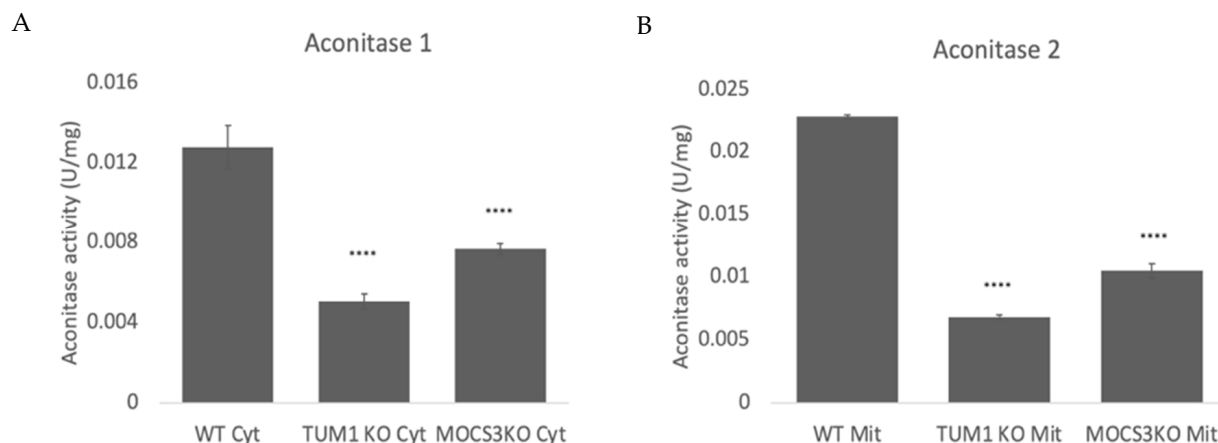 A
Aconitase 1
Aconitase activity (U/mg)
0.016
0.012
0.008
0.004
0
****
****
WT Cyt
TUM1 KO Cyt
MOCS3KO Cyt
B
Aconitase 2
Aconitase activity (U/mg)
0.025
0.02
0.015
0.01
0.005
0
****
****
WT Mit
TUM1 KO Mit
MOCS3KO Mit